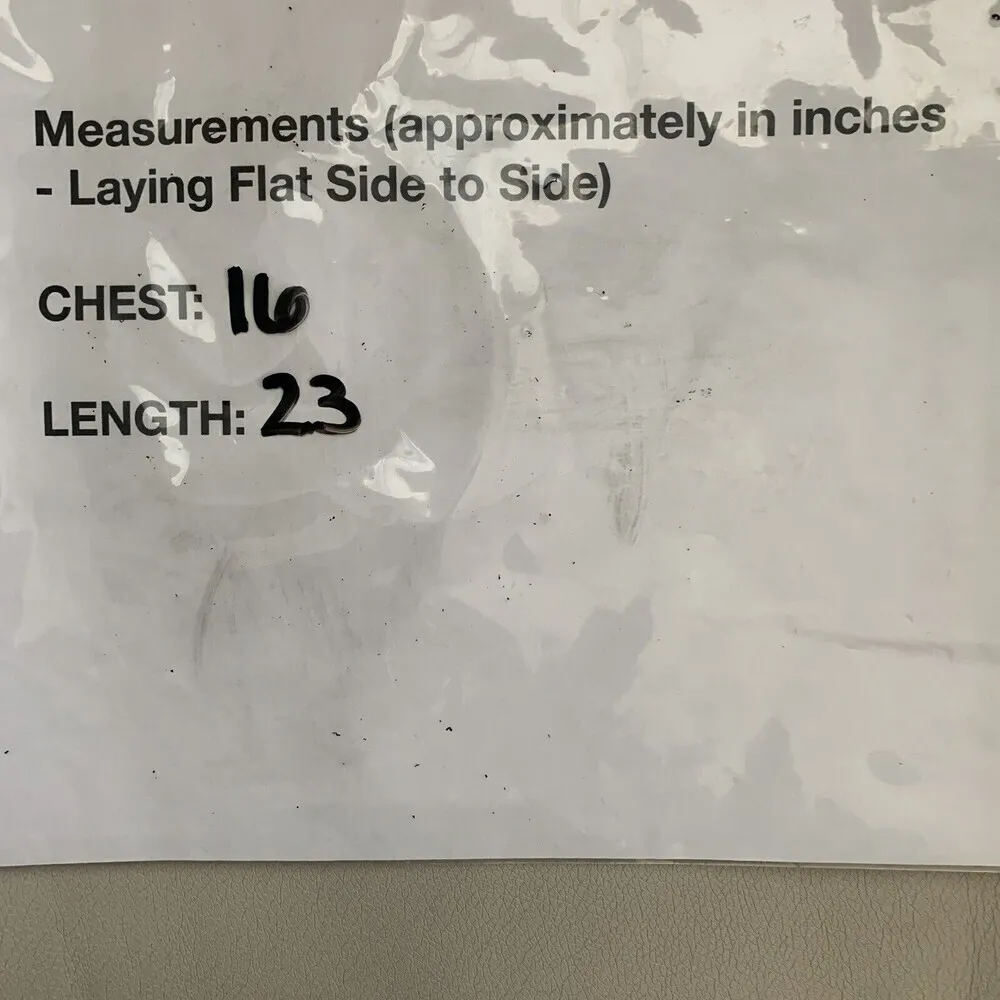 Measurements (approximately in inches
- Laying Flat Side to Side)
CHEST: 16
LENGTH: 23